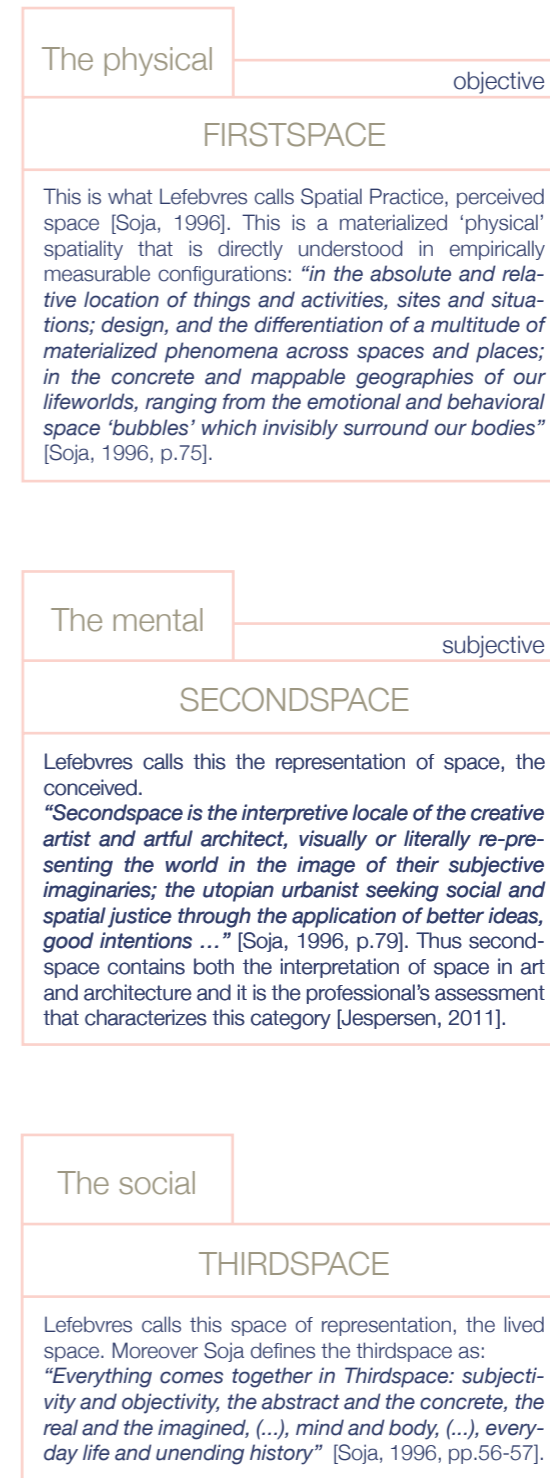 The physical
objective
FIRSTSPACE
This is what Lefebvres calls Spatial Practice, perceived
space [Soja, 1996]. This is a materialized ‘physical’
spatiality that is directly understood in empirically
measurable configurations: “in the absolute and rela-
tive location of things and activities, sites and situa-
tions; design, and the differentiation of a multitude of
materialized phenomena across spaces and places;
in the concrete and mappable geographies of our
lifeworlds, ranging from the emotional and behavioral
space ‘bubbles’ which invisibly surround our bodies”
[Soja, 1996, p.75].
The mental
subjective
SECONDSPACE
Lefebvres calls this the representation of space, the
conceived.
“Secondspace is the interpretive locale of the creative
artist and artful architect, visually or literally re-pre-
senting the world in the image of their subjective
imaginaries; the utopian urbanist seeking social and
spatial justice through the application of better ideas,
good intentions …” [Soja, 1996, p.79]. Thus second-
space contains both the interpretation of space in art
and architecture and it is the professional’s assessment
that characterizes this category [Jespersen, 2011].
The social
THIRDSPACE
Lefebvres calls this space of representation, the lived
space. Moreover Soja defines the thirdspace as:
“Everything comes together in Thirdspace: subjecti-
vity and objectivity, the abstract and the concrete, the
real and the imagined, (...), mind and body, (...), every-
day life and unending history” [Soja, 1996, pp.56-57].